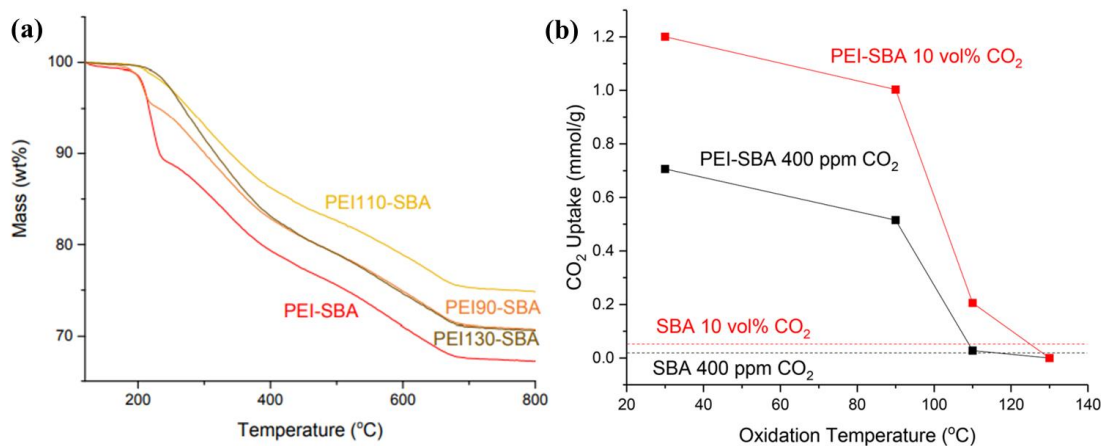 (a)
100
90
80
70
Mass (wt%)
PEI110-SBA
PEI90-SBA
PEI-SBA
PEI130-SBA
200
400
600
800
Temperature (°C)
(b)
1.2
1.0
0.8
0.6
0.4
0.2
0.0
CO₂ Uptake (mmol/g)
PEI-SBA 10 vol% CO₂
PEI-SBA 400 ppm CO₂
SBA 10 vol% CO₂
SBA 400 ppm CO₂
20
40
60
80
100
120
140
Oxidation Temperature (°C)